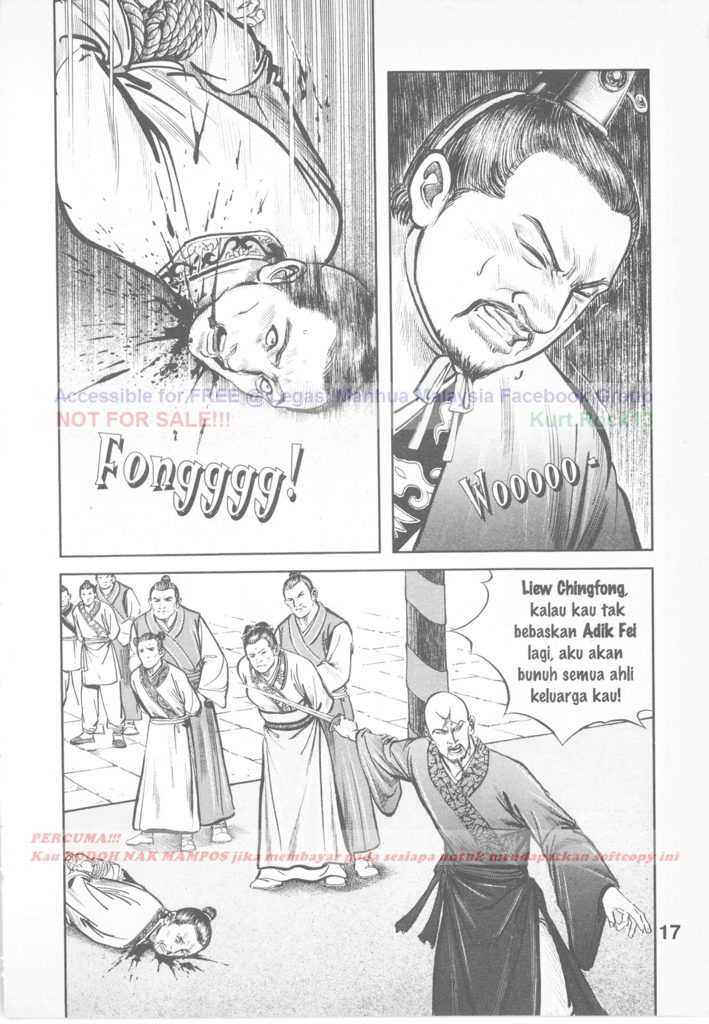 Accessible for FREE @ Legasi Manhua Malaysia Facebook Group
NOT FOR SALE!!!
Kurt.Rock13
Fongggg!
Wooooo-
Liew Chingfong,
kalau kau tak
bebaskan Adik Fei
lagi, aku akan
bunuh semua ahli
keluarga kau!
PERCUMA!!!
Kau BODOH NAK MAMPOS jika membayar pada sesiapa untuk mendapatkan softcopy ini
17